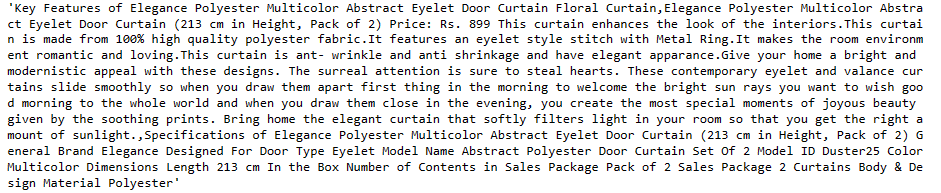 'Key Features of Elegance Polyester Multicolor Abstract Eyelet Door Curtain Floral Curtain,Elegance Polyester Multicolor Abstra
ct Eyelet Door Curtain (213 cm in Height, Pack of 2) Price: Rs. 899 This curtain enhances the look of the interiors.This curtai
n is made from 100% high quality polyester fabric.It features an eyelet style stitch with Metal Ring.It makes the room environm
ent romantic and loving.This curtain is ant- wrinkle and anti shrinkage and have elegant apparance.Give your home a bright and
modernistic appeal with these designs. The surreal attention is sure to steal hearts. These contemporary eyelet and valance cur
tains slide smoothly so when you draw them apart first thing in the morning to welcome the bright sun rays you want to wish goo
d morning to the whole world and when you draw them close in the evening, you create the most special moments of joyous beauty
given by the soothing prints. Bring home the elegant curtain that softly filters light in your room so that you get the right a
mount of sunlight.,Specifications of Elegance Polyester Multicolor Abstract Eyelet Door Curtain (213 cm in Height, Pack of 2) G
eneral Brand Elegance Designed For Door Type Eyelet Model Name Abstract Polyester Door Curtain Set Of 2 Model ID Duster25 Color
Multicolor Dimensions Length 213 cm In the Box Number of Contents in Sales Package Pack of 2 Sales Package 2 Curtains Body & De
sign Material Polyester'